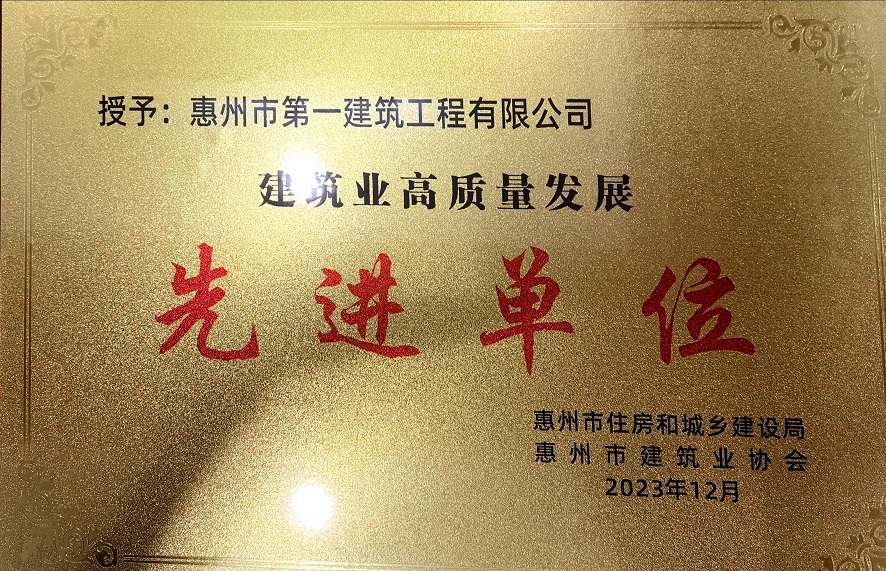 授予：惠州市第一建筑工程有限公司
建筑业高质量发展
先进单位
惠州市住房和城乡建设局
惠州市建筑业协会
2023年12月